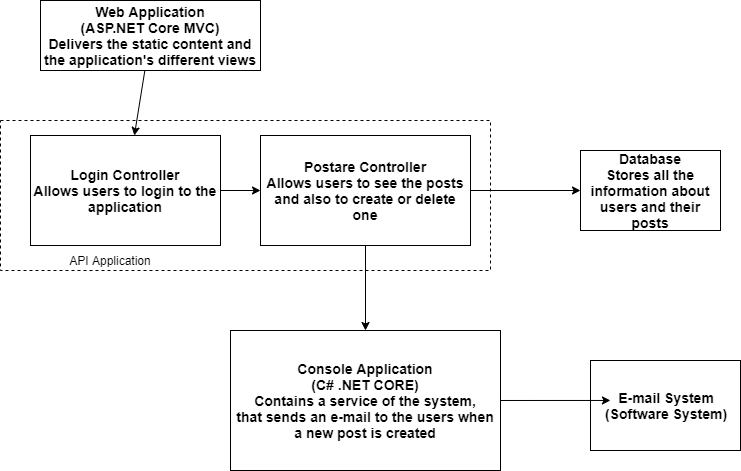 Web Application
(ASP.NET Core MVC)
Delivers the static content and
the application's different views
Login Controller
Allows users to login to the
application
Postare Controller
Allows users to see the posts
and also to create or delete
one
Database
Stores all the
information about
users and their
posts
API Application
Console Application
(C# .NET CORE)
Contains a service of the system,
that sends an e-mail to the users when
a new post is created
E-mail System
(Software System)